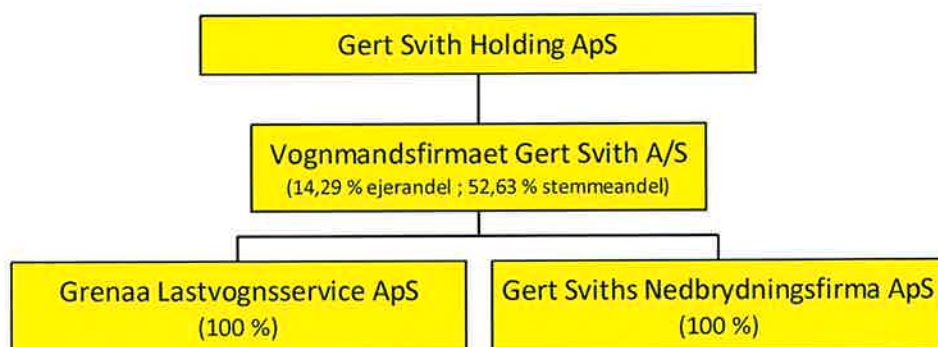 Gert Svith Holding ApS
Vognmandsfirmaet Gert Svith A/S
(14,29 % ejerandel ; 52,63 % stemmeandel)
Grenaa Lastvognsservice ApS
(100 %)
Gert Sviths Nedbrydningsfirma ApS
(100 %)